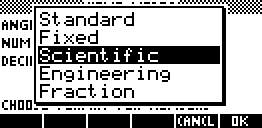 Standard
ANGL
Fixed
NUM
Scientific
DECI
Engineering
Fraction
CHOO
CANCL OK